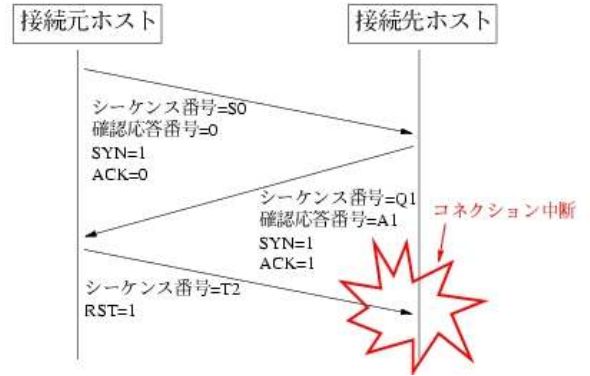 接続元ホスト
接続先ホスト
シーケンス番号=S0
確認応答番号=0
SYN=1
ACK=0
シーケンス番号=Q1
確認応答番号=A1
SYN=1
ACK=1
コネクション中断
シーケンス番号=T2
RST=1